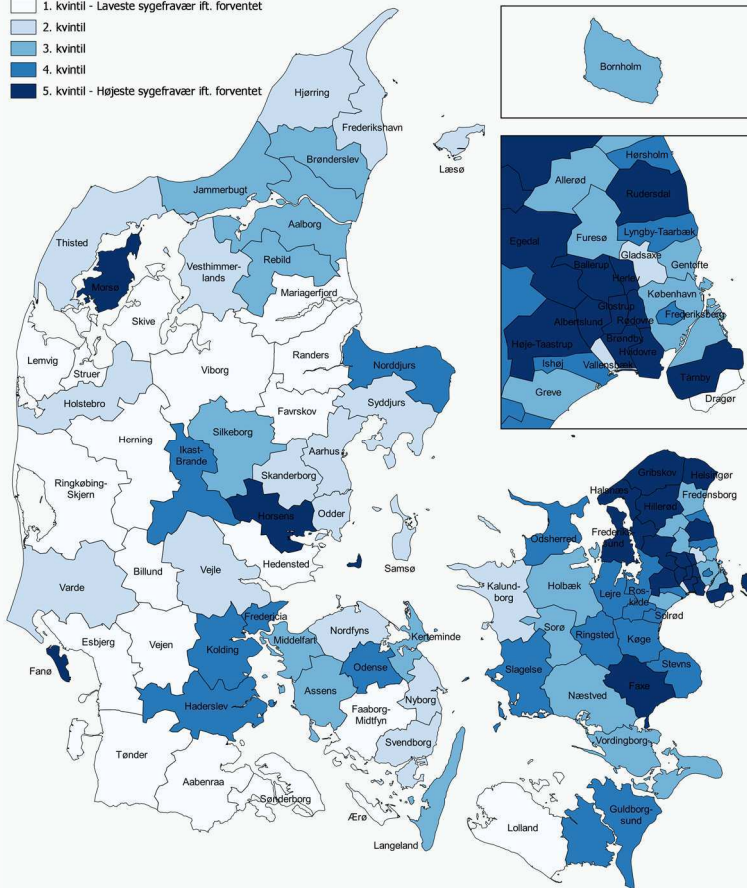 1. kvintil - Laveste sygefravær ift. forventet
2. kvintil
3. kvintil
4. kvintil
5. kvintil - Højeste sygefravær ift. forventet
Bornholm
Hjørring
Frederikshavn
Læsø
Brønderslev
Jammerbugt
Aalborg
Thisted
Vesthimmer-
lands
Rebild
Morsø
Mariagerfjord
Skive
Lemvig
Struer
Viborg
Randers
Norddjurs
Holstebro
Favrskov
Syddjurs
Herning
Silkeborg
Ikast-
Brande
Aarhus
Skanderborg
Ringkøbing-
Skjern
Horsens
Odder
Hedensted
Samsø
Billund
Vejle
Varde
Esbjerg
Vejen
Fredericia
Kolding
Fanø
Haderslev
Tønder
Aabenraa
Sønderborg
Middelfart
Nordfyns
Kerteminde
Odense
Assens
Nyborg
Faaborg-
Midtfyn
Svendborg
Ærø
Langeland
Hørsholm
Allerød
Rudersdal
Egedal
Furesø
Lyngby-Taarbæk
Gladsaxe
Gentofte
Ballerup
Herlev
København
Glostrup
Frederiksberg
Albertslund
Rødovre
Høje-Taastrup
Brøndby
Hvidovre
Ishøj
Vallensbæk
Tårnby
Greve
Dragør
Gribskov
Helsingør
Halsnæs
Hillerød
Fredensborg
Frederiks-
sund
Odsherred
Kalund-
borg
Holbæk
Lejre
Ros-
kilde
Solrød
Sorø
Ringsted
Køge
Slagelse
Stevns
Faxe
Næstved
Vordingborg
Lolland
Guldborg-
sund